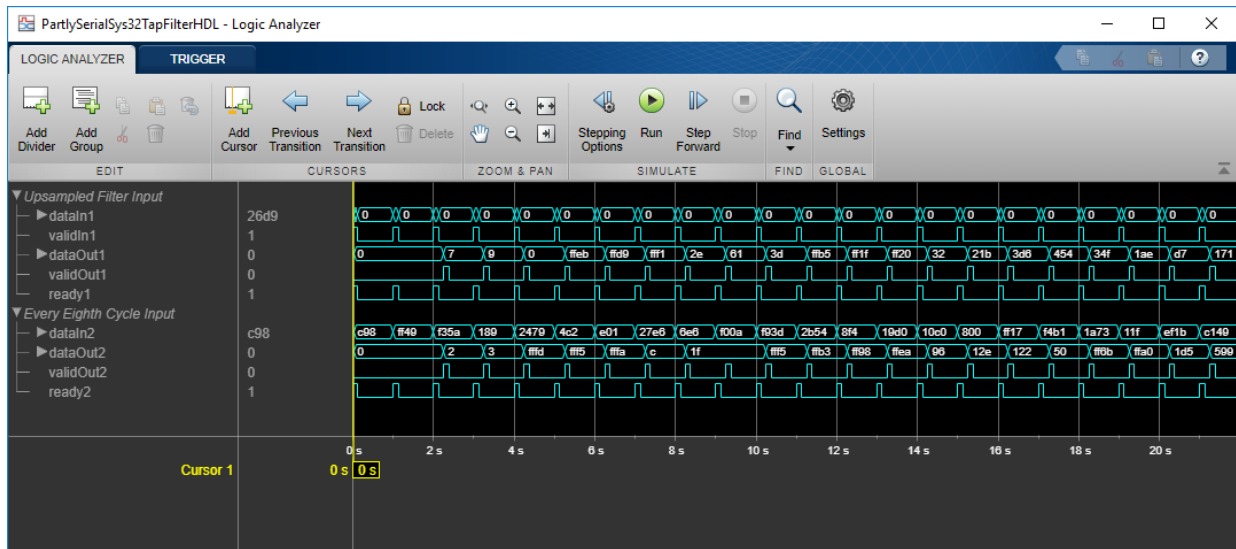 PartlySerialSys32TapFilterHDL - Logic Analyzer
LOGIC ANALYZER TRIGGER ?
Add Divider Add Group Add Cursor Previous Transition Next Transition Lock Delete Stepping Options Run Step Forward Stop Find Settings
EDIT CURSORS ZOOM & PAN SIMULATE FIND GLOBAL
Upsampled Filter Input
dataIn1 26d9 0 0 0 0 0 0 0 0 0 0 0 0 0 0 0 0 0 0 0 0 0 0
validIn1 1
dataOut1 0 0 7 9 0 ffeb ffd9 fff1 2e 61 3d ffb5 ff1f ff20 32 21b 3d6 454 34f 1ae d7 171
validOut1 0
ready1 1
Every Eighth Cycle Input
dataIn2 c98 c98 ff49 f35a 189 2479 4c2 e01 27e6 6e6 f00a f93d 2b54 8f4 19d0 10c0 800 ff17 f4b1 1a73 11f ef1b c149
dataOut2 0 0 2 3 fffd fff5 fffa c 1f fff5 ffb3 ff98 ffea 96 12e 122 50 ff6b ffa0 1d5 599
validOut2 0
ready2 1
0 s 2 s 4 s 6 s 8 s 10 s 12 s 14 s 16 s 18 s 20 s
Cursor 1 0 s 0 s